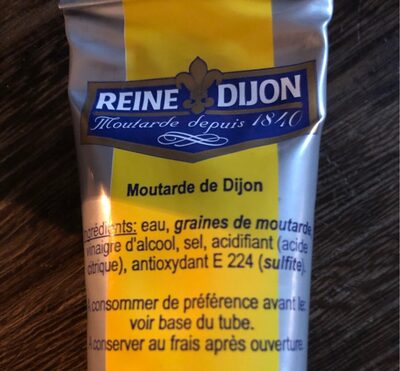 REINE DIJON
Moutarde depuis 1840
Moutarde de Dijon
Ingrédients: eau, graines de moutarde,
vinaigre d'alcool, sel, acidifiant (acide
citrique), antioxydant E 224 (sulfite).
A consommer de préférence avant le:
voir base du tube.
A conserver au frais après ouverture.